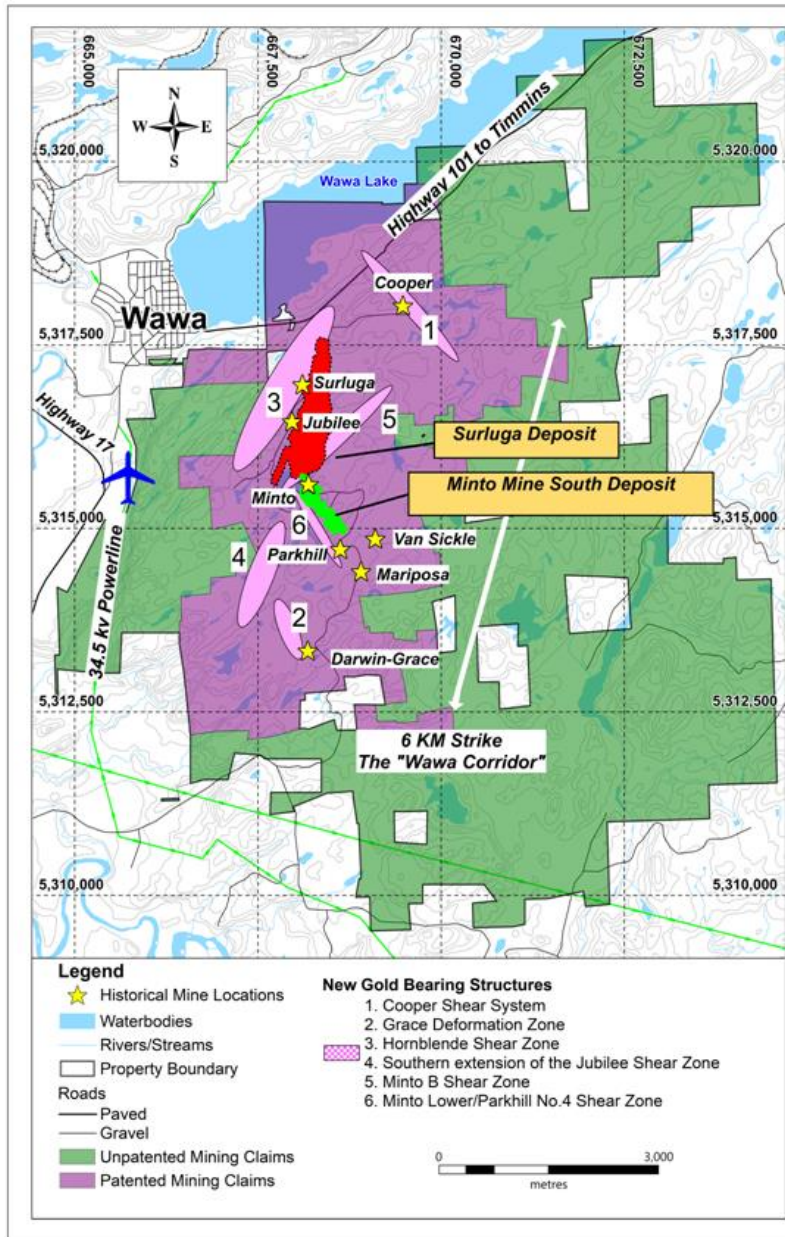 665,000
667,500
670,000
672,500
N
W E
S
5,320,000
5,320,000
Wawa Lake
Highway 101 to Timmins
Cooper
1
Wawa
5,317,500
5,317,500
Surluga
3
Jubilee
5
Surluga Deposit
Highway 17
Minto
Minto Mine South Deposit
5,315,000
5,315,000
6
Van Sickle
4
Parkhill
Mariposa
2
Darwin-Grace
34.5 kv Powerline
5,312,500
5,312,500
6 KM Strike
The "Wawa Corridor"
5,310,000
5,310,000
Legend
Historical Mine Locations
Waterbodies
Rivers/Streams
Property Boundary
Roads
Paved
Gravel
Unpatented Mining Claims
Patented Mining Claims
New Gold Bearing Structures
1. Cooper Shear System
2. Grace Deformation Zone
3. Hornblende Shear Zone
4. Southern extension of the Jubilee Shear Zone
5. Minto B Shear Zone
6. Minto Lower/Parkhill No.4 Shear Zone
0 3,000
metres